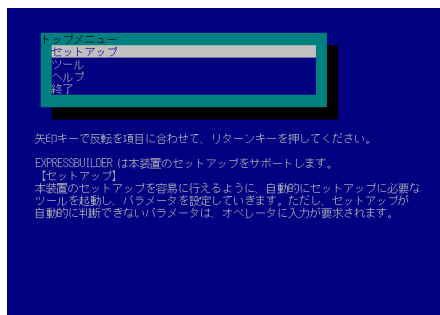 トップメニュー
セットアップ
ツール
ヘルプ
終了
矢印キーで反転を項目に合わせて、リターンキーを押してください。
EXPRESSBUILDER は本装置のセットアップをサポートします。
【セットアップ】
本装置のセットアップを容易に行えるように、自動的にセットアップに必要な
ツールを起動し、パラメータを設定していきます。ただし、セットアップが
自動的に判断できないパラメータは、オペレータに入力が要求されます。